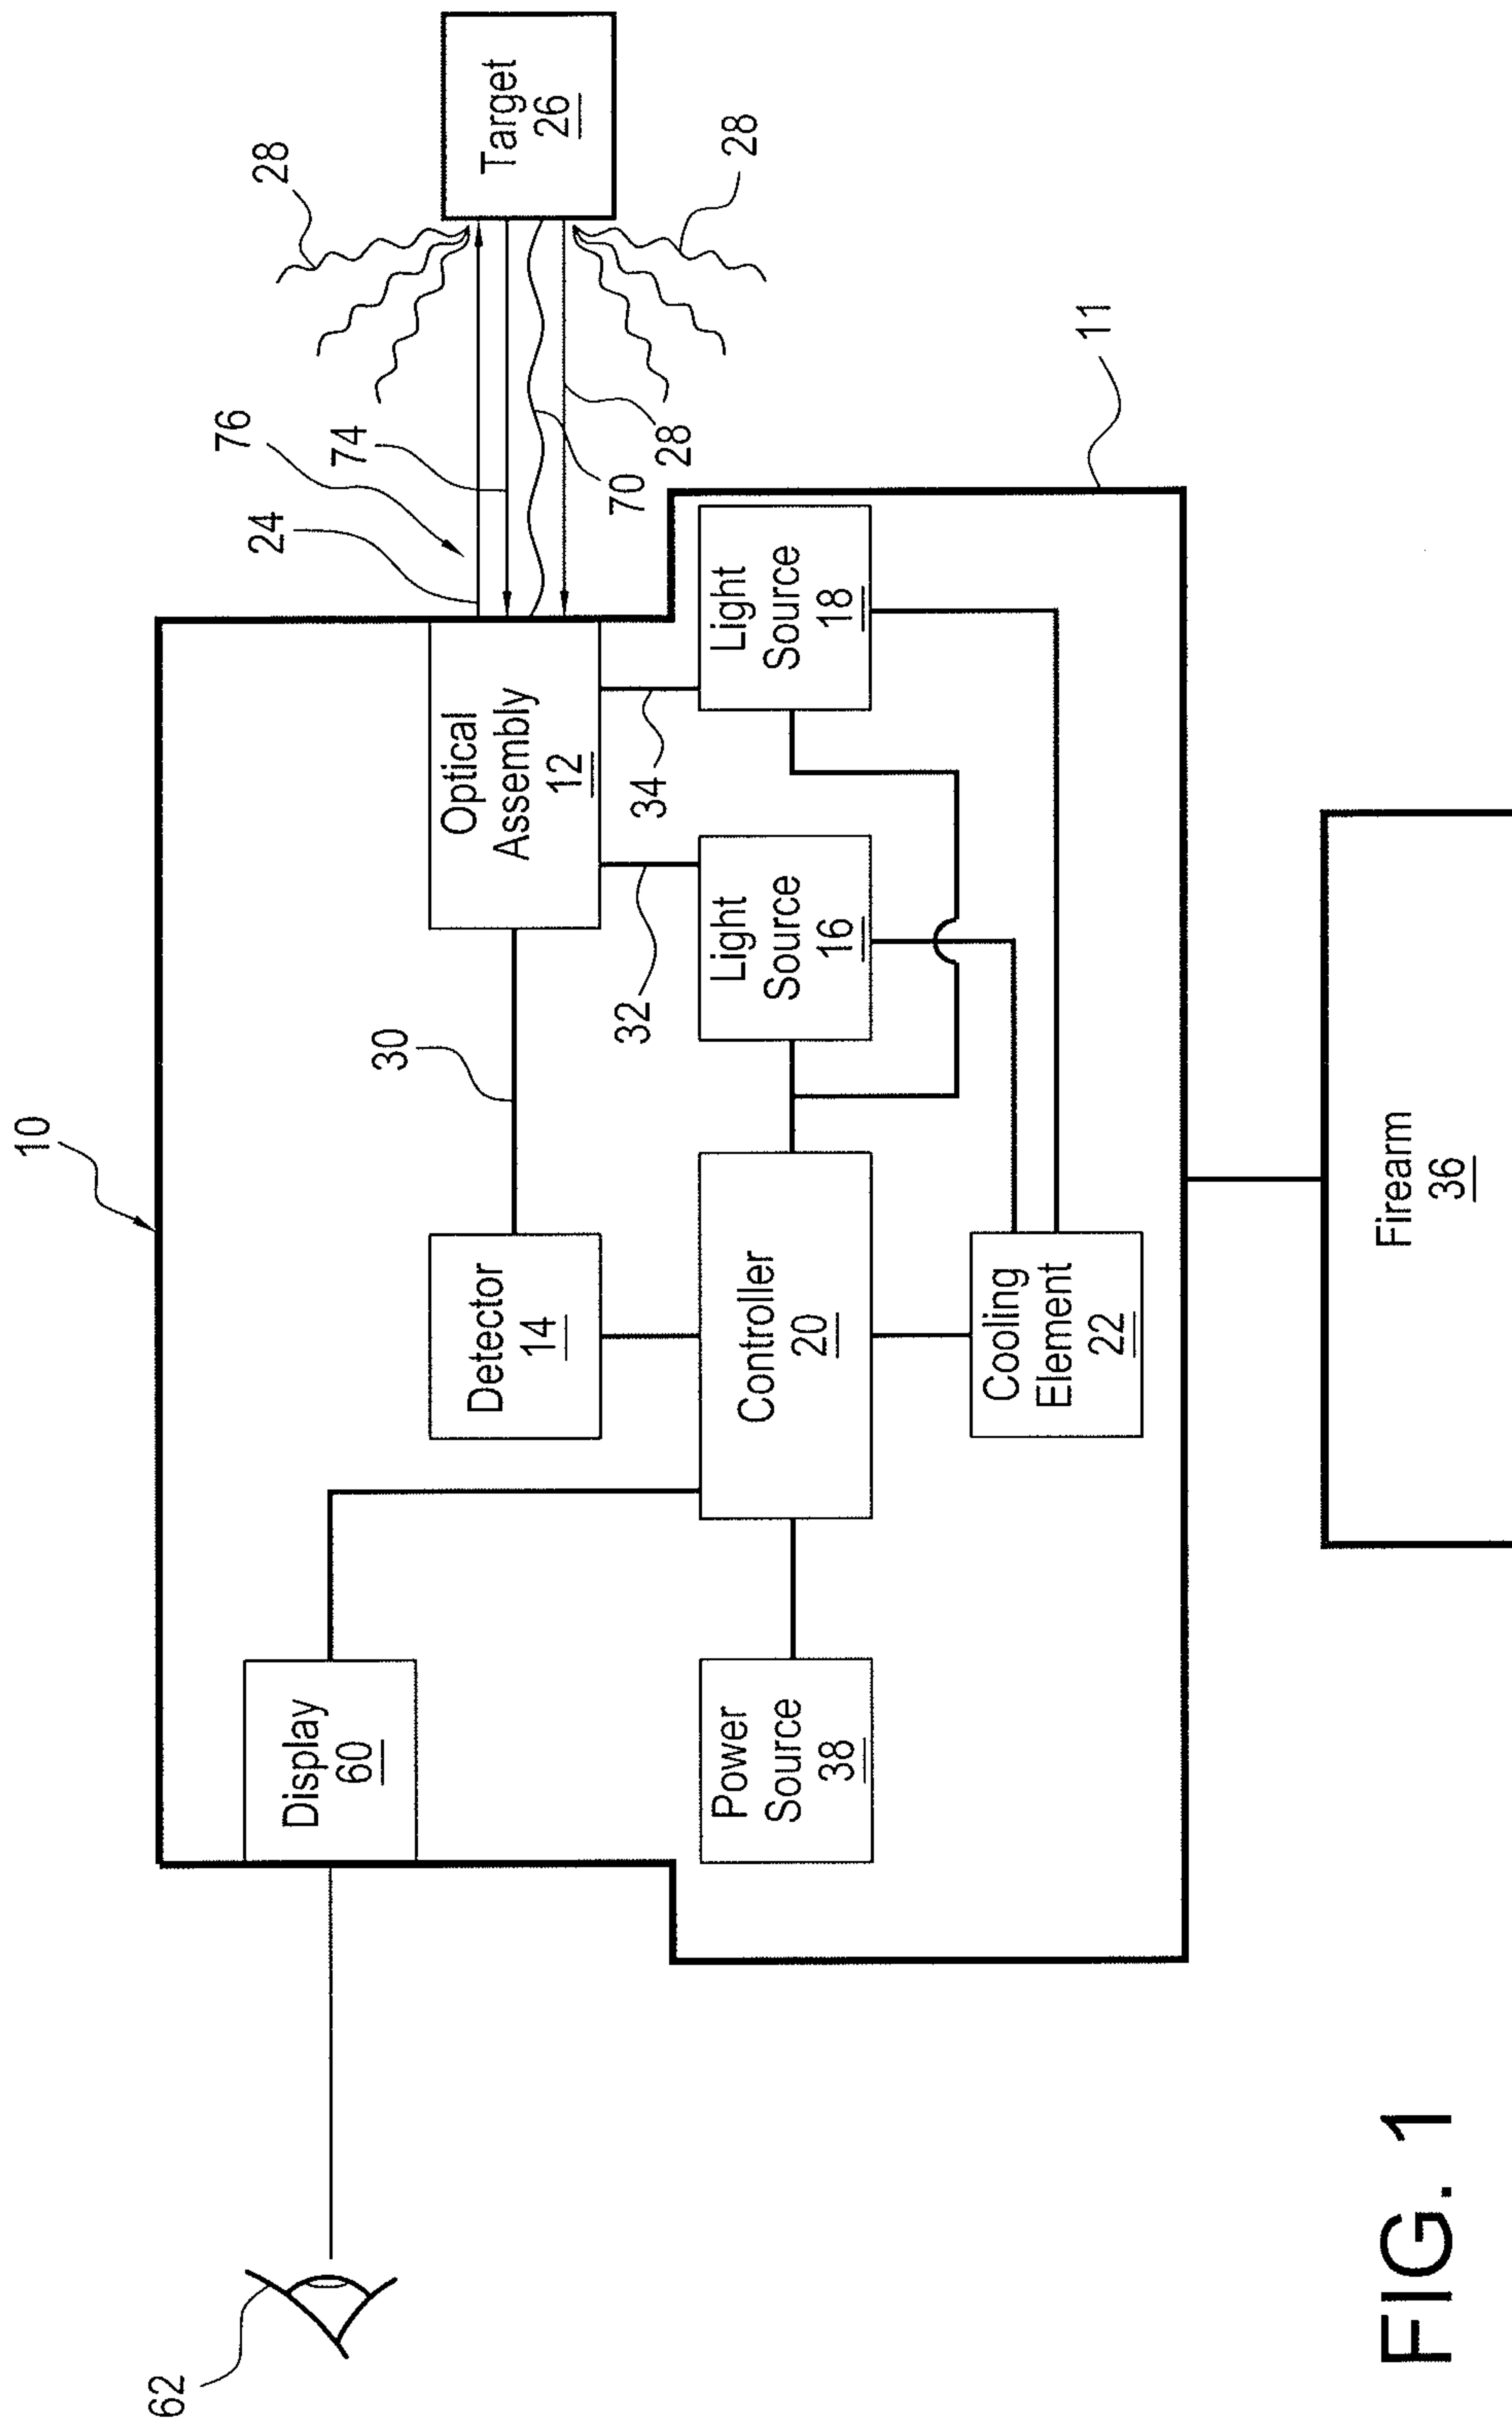 10
62
Display
60
30
Detector
14
Optical
Assembly
12
24
76
74
28
Target
26
70
28
28
32
34
Power
Source
38
Controller
20
Light
Source
16
Light
Source
18
11
Cooling
Element
22
Firearm
36
FIG. 1